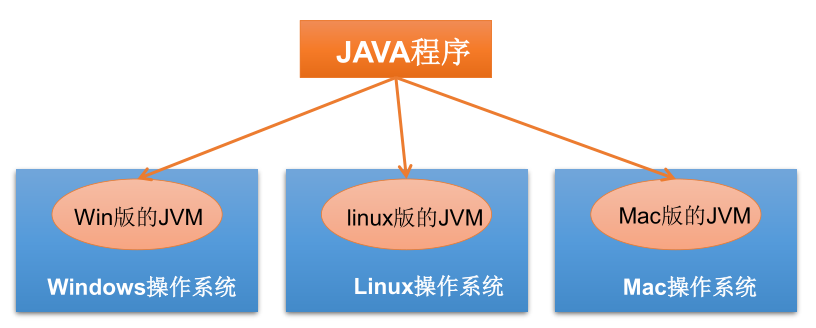 JAVA程序
Win版的JVM
linux版的JVM
Mac版的JVM
Windows操作系统
Linux操作系统
Mac操作系统